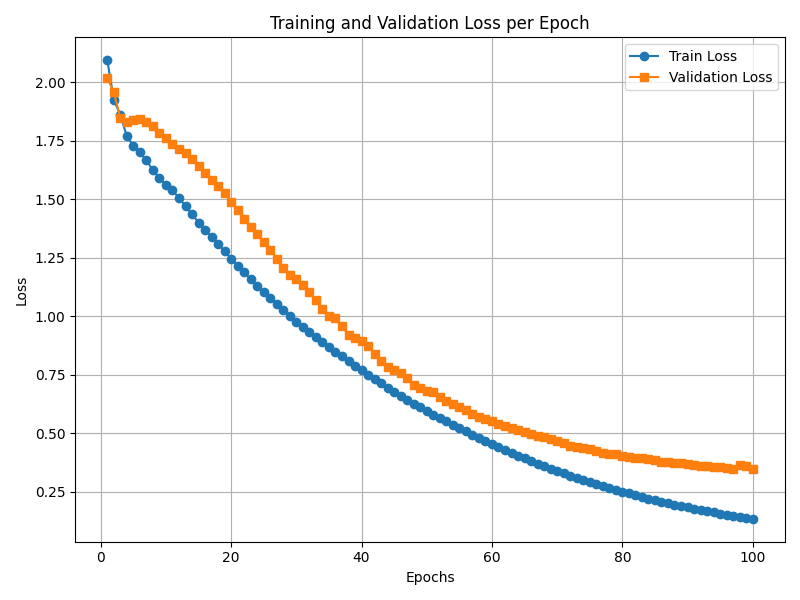 Training and Validation Loss per Epoch
Train Loss
Validation Loss
2.00
1.75
1.50
1.25
1.00
0.75
0.50
0.25
Loss
0 20 40 60 80 100
Epochs